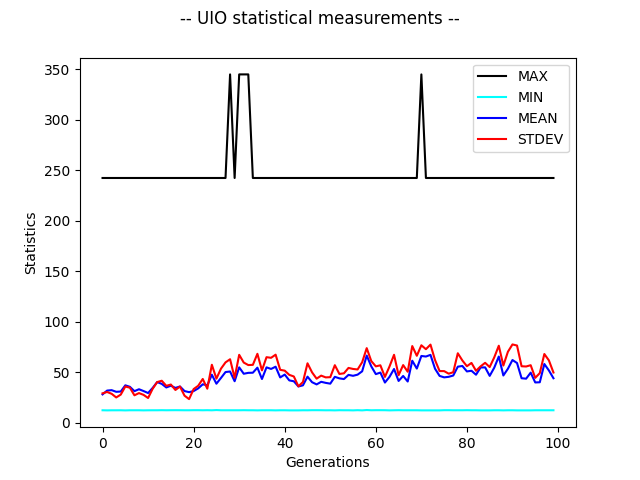 -- UIO statistical measurements --
350
300
250
200
150
100
50
0
Statistics
MAX
MIN
MEAN
STDEV
0 20 40 60 80 100
Generations